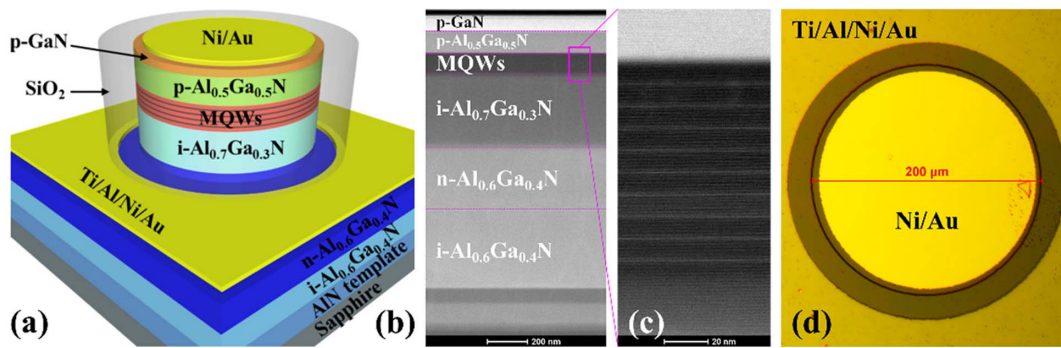 Ni/Au
p-GaN
SiO₂
p-Al₀.₅Ga₀.₅N
MQWs
i-Al₀.₇Ga₀.₃N
Ti/Al/Ni/Au
n-Al₀.₆Ga₀.₄N
i-Al₀.₆Ga₀.₄N
AlN template
Sapphire
(a)
p-GaN
p-Al₀.₅Ga₀.₅N
MQWs
i-Al₀.₇Ga₀.₃N
n-Al₀.₆Ga₀.₄N
i-Al₀.₆Ga₀.₄N
(b)
200 nm
(c)
20 nm
Ti/Al/Ni/Au
200 µm
Ni/Au
(d)